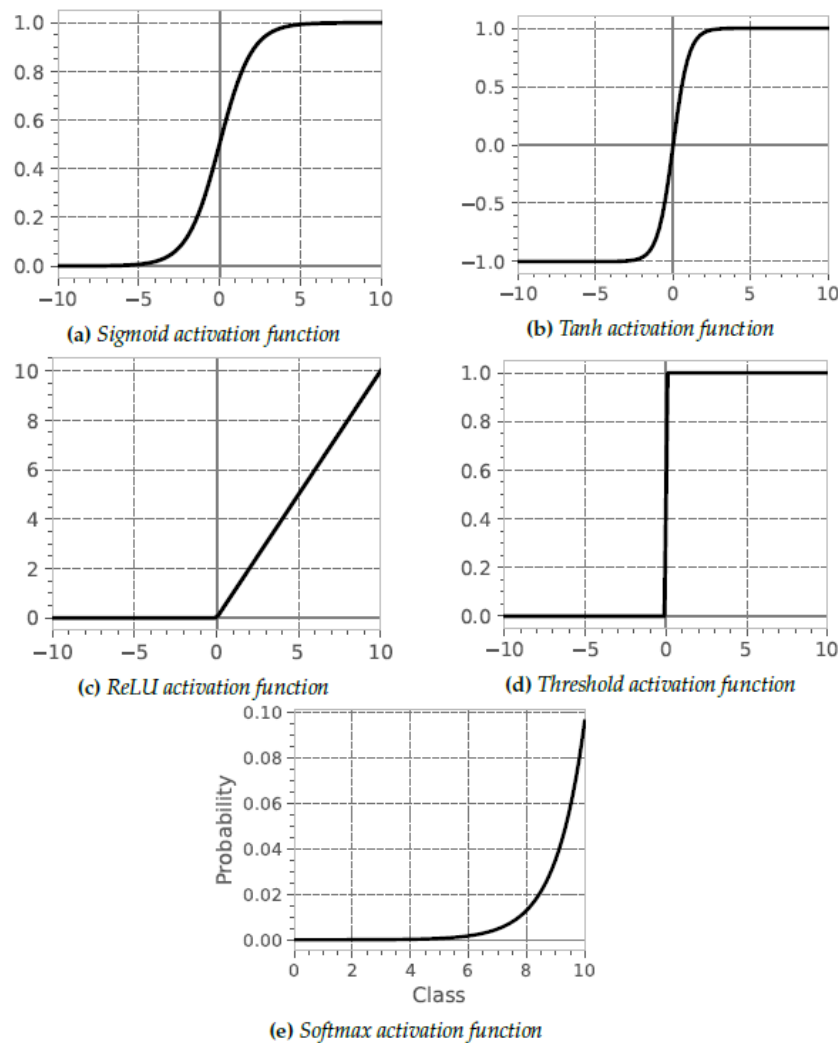 1.0
0.8
0.6
0.4
0.2
0.0
−10 −5 0 5 10
(a) Sigmoid activation function
1.0
0.5
0.0
−0.5
−1.0
−10 −5 0 5 10
(b) Tanh activation function
10
8
6
4
2
0
−10 −5 0 5 10
(c) ReLU activation function
1.0
0.8
0.6
0.4
0.2
0.0
−10 −5 0 5 10
(d) Threshold activation function
Probability
0.10
0.08
0.06
0.04
0.02
0.00
0 2 4 6 8 10
Class
(e) Softmax activation function